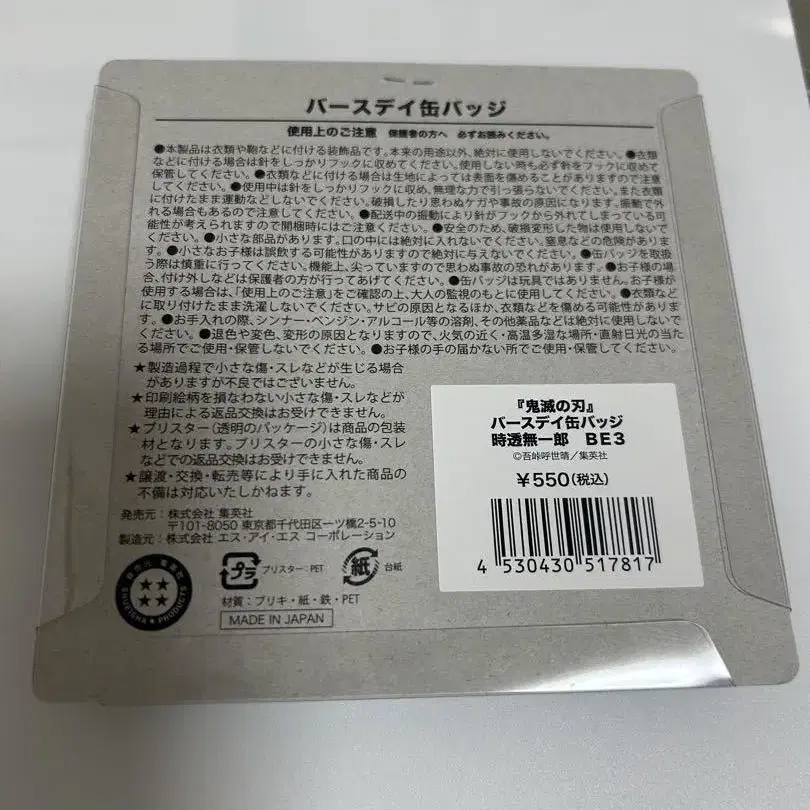 バースデイ缶バッジ
使用上のご注意 保護者の方へ 必ずお読みください。
●本製品は衣類や鞄などに付ける装飾品です。本来の用途以外、絶対に使用しないでください。●衣類
などに付ける場合は針をしっかりフックに収めてください。使用しない時も必ず針をフックに収めて
保管してください。●衣類などに付ける場合は生地によっては表面を傷めることがありますので注意
してください。●使用中は針をしっかりフックに収め、無理な力で引っ張らないでください。また衣類
に付けたまま運動などしないでください。破損したり思わぬケガや事故の原因になります。振動で外
れる場合もあるので注意してください。●配送中の振動により針がフックから外れてしまっている可
能性が考えられますので開梱時にはご注意ください。●安全のため、破損変形した物は使用しないで
ください。●小さな部品があります。口の中には絶対に入れないでください。窒息などの危険がありま
す。●小さなお子様は誤飲する可能性がありますので絶対に与えないでください。●缶バッジを取扱
う際は慎重に行ってください。機能上、尖っていますので思わぬ事故の恐れがあります。●お子様の場
合、付け外しなどは保護者の方が行ってあげてください。●缶バッジは玩具ではありません。お子様が
使用する場合は、「使用上のご注意」をご確認の上、大人の監視のもとに使用してください。●衣類など
に取り付けたまま洗濯しないでください。サビの原因となるほか、衣類などを傷める可能性がありま
す。●お手入れの際、シンナー・ベンジン・アルコール等の溶剤、その他薬品などは絶対に使用しないで
ください。●退色や変色、変形の原因となりますので、火気の近く・高温多湿な場所・直射日光の当た
る場所でご使用・保管しないでください。●お子様の手の届かない所でご使用・保管してください。
★製造過程で小さな傷・スレなどが生じる場合
がありますが不良ではございません。
★印刷絵柄を損なわない小さな傷・スレなどが
理由による返品交換はお受けできません。
★ブリスター(透明のパッケージ)は商品の包装
材となります。ブリスターの小さな傷・スレ
などでの返品交換はお受けできません。
★譲渡・交換・転売等により手に入れた商品の
不備は対応いたしかねます。
発売元:株式会社 集英社
〒101-8050 東京都千代田区一ツ橋2-5-10
製造元:株式会社 エス・アイ・エス コーポレーション
プラ
ブリスター:PET
紙
台紙
材質:ブリキ・紙・鉄・PET
MADE IN JAPAN
発売元 集英社
SHUEISHA PRODUCTS
『鬼滅の刃』
バースデイ缶バッジ
時透無一郎 BE3
©吾峠呼世晴/集英社
¥550(税込)
4 530430 517817